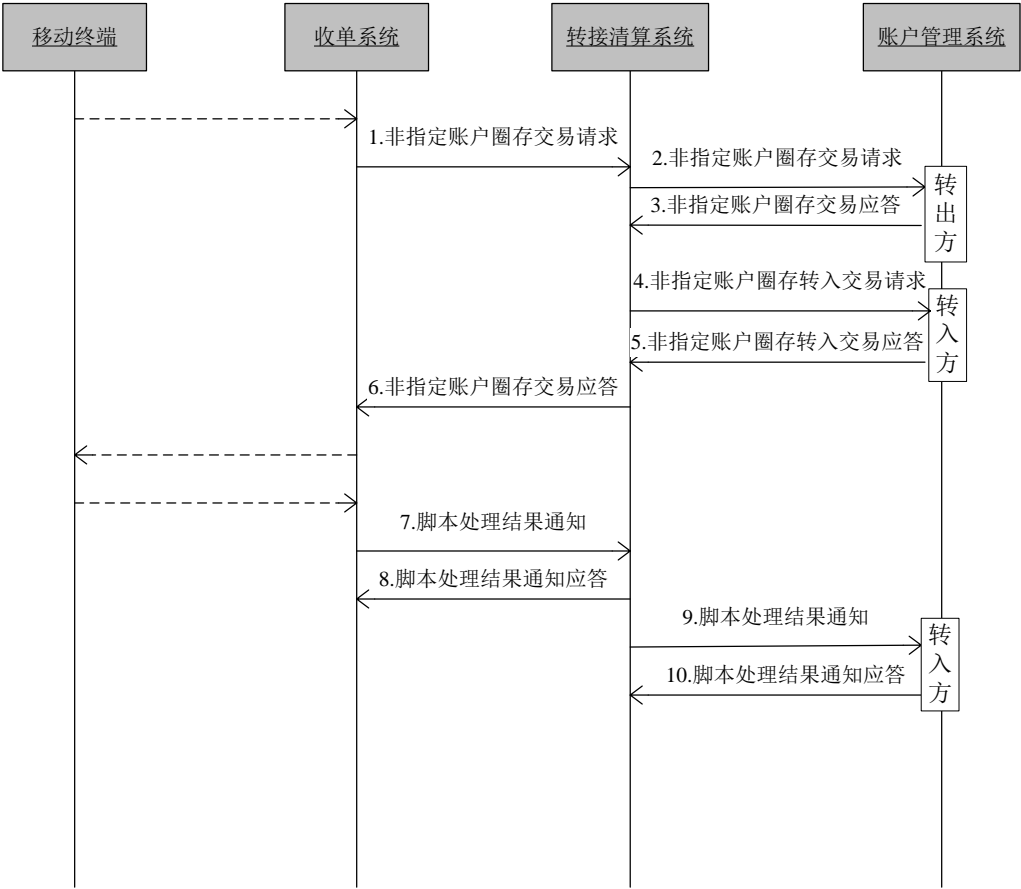 移动终端
收单系统
转接清算系统
账户管理系统
1.非指定账户圈存交易请求
2.非指定账户圈存交易请求
3.非指定账户圈存交易应答
转出方
4.非指定账户圈存转入交易请求
5.非指定账户圈存转入交易应答
转入方
6.非指定账户圈存交易应答
7.脚本处理结果通知
8.脚本处理结果通知应答
9.脚本处理结果通知
10.脚本处理结果通知应答
转入方